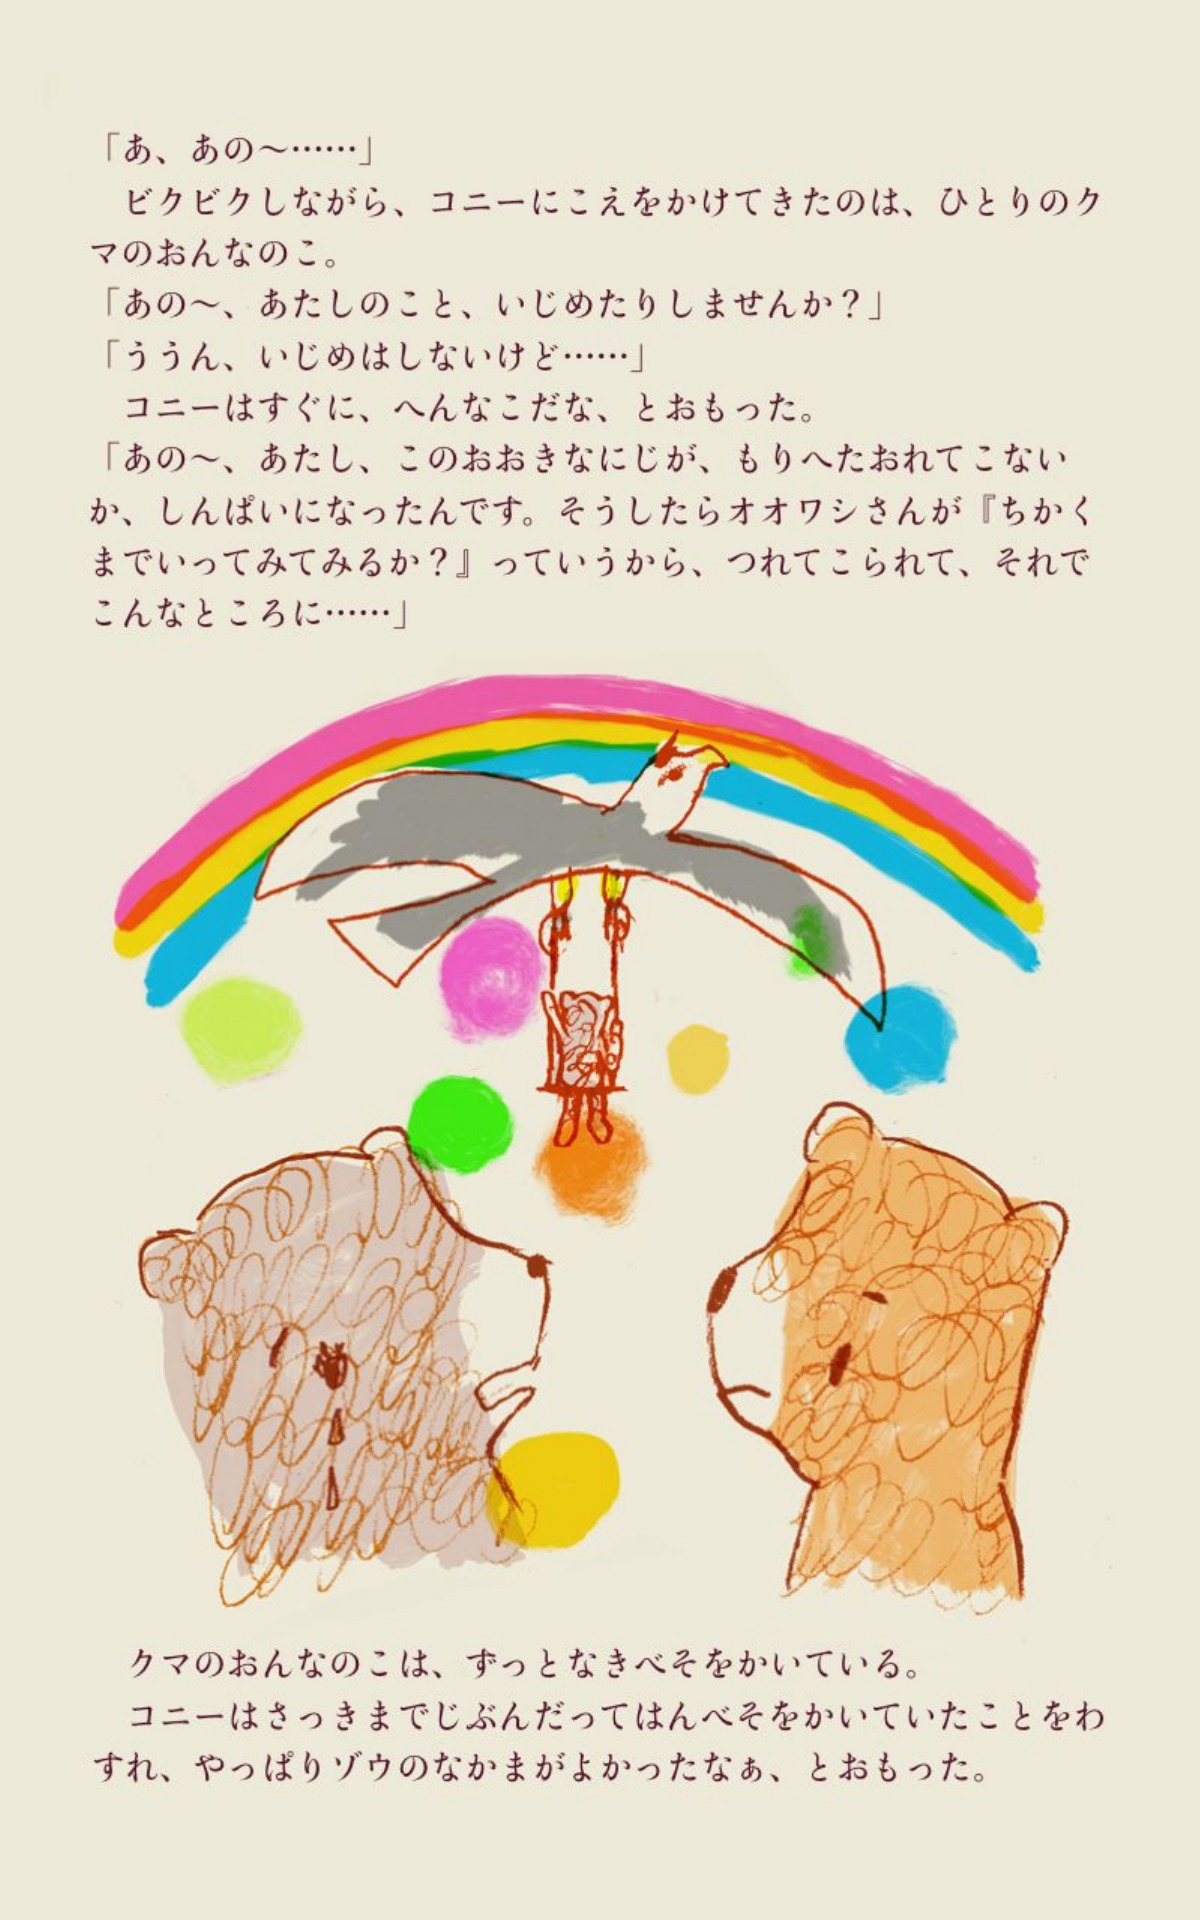 「あ、あの〜……」
　ビクビクしながら、コニーにこえをかけてきたのは、ひとりのク
マのおんなのこ。
「あの〜、あたしのこと、いじめたりしませんか？」
「ううん、いじめはしないけど……」
　コニーはすぐに、へんなこだな、とおもった。
「あの〜、あたし、このおおきなにじが、もりへたおれてこない
か、しんぱいになったんです。そうしたらオオワシさんが『ちかく
までいってみてみるか？』っていうから、つれてこられて、それで
こんなところに……」
　クマのおんなのこは、ずっとなきべそをかいている。
　コニーはさっきまでじぶんだってはんべそをかいていたことをわ
すれ、やっぱりゾウのなかまがよかったなぁ、とおもった。